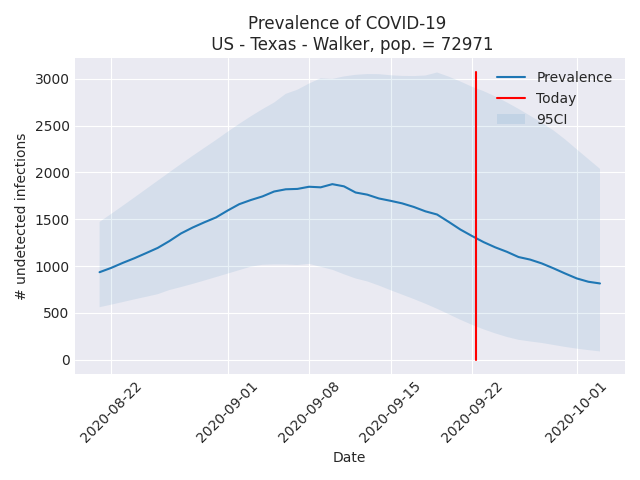 Prevalence of COVID-19
US - Texas - Walker, pop. = 72971
# undetected infections
3000
2500
2000
1500
1000
500
0
Prevalence
Today
95CI
2020-08-22
2020-09-01
2020-09-08
2020-09-15
2020-09-22
2020-10-01
Date